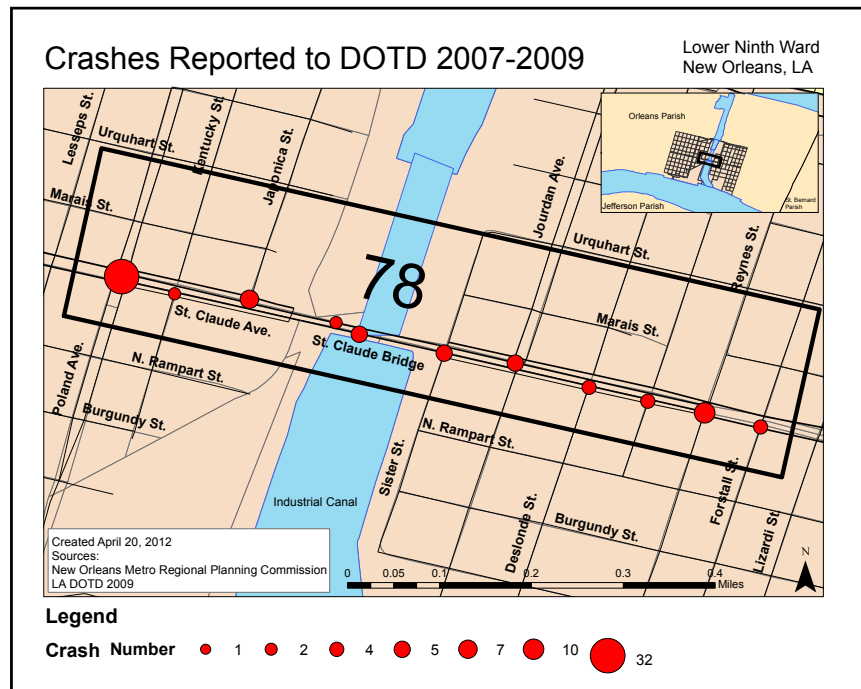 Crashes Reported to DOTD 2007-2009
Lower Ninth Ward
New Orleans, LA
Orleans Parish
Jefferson Parish
St. Bernard
Parish
Lesseps St.
Urquhart St.
Kentucky St.
Japonica St.
Marais St.
Jourdan Ave.
Urquhart St.
Reynes St.
78
Marais St.
St. Claude Ave.
St. Claude Bridge
Poland Ave.
N. Rampart St.
Burgundy St.
N. Rampart St.
Sister St.
Industrial Canal
Deslonde St.
Burgundy St.
Forstall St.
Lizardi St.
Created April 20, 2012
Sources:
New Orleans Metro Regional Planning Commission
LA DOTD 2009
0 0.05 0.1 0.2 0.3 0.4
Miles
N
Legend
Crash Number 1 2 4 5 7 10 32